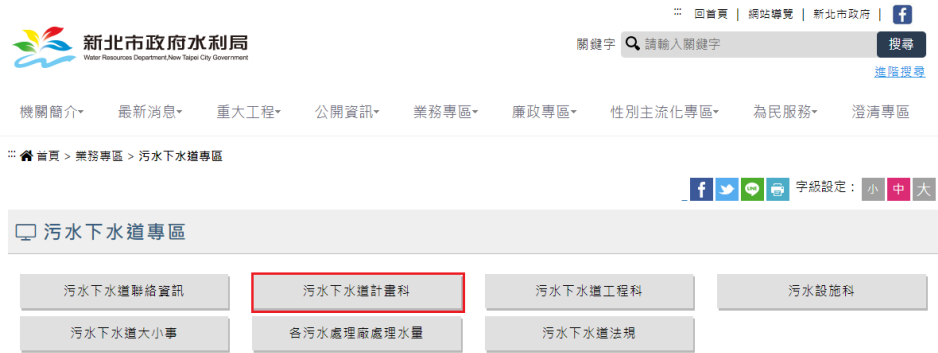 ::: 回首頁 | 網站導覽 | 新北市政府 | f
新北市政府水利局
Water Resources Department,New Taipei City Government
關鍵字 請輸入關鍵字 搜尋
進階搜尋
機關簡介 最新消息 重大工程 公開資訊 業務專區 廉政專區 性別主流化專區 為民服務 澄清專區
::: 首頁 > 業務專區 > 污水下水道專區
f LINE 字級設定： 小 中 大
污水下水道專區
污水下水道聯絡資訊 污水下水道計畫科 污水下水道工程科 污水設施科
污水下水道大小事 各污水處理廠處理水量 污水下水道法規